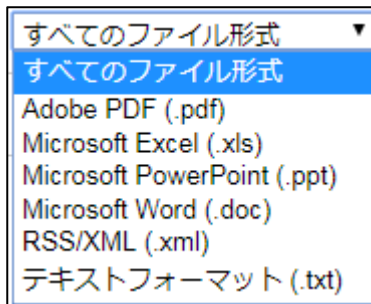 すべてのファイル形式
すべてのファイル形式
Adobe PDF (.pdf)
Microsoft Excel (.xls)
Microsoft PowerPoint (.ppt)
Microsoft Word (.doc)
RSS/XML (.xml)
テキストフォーマット (.txt)